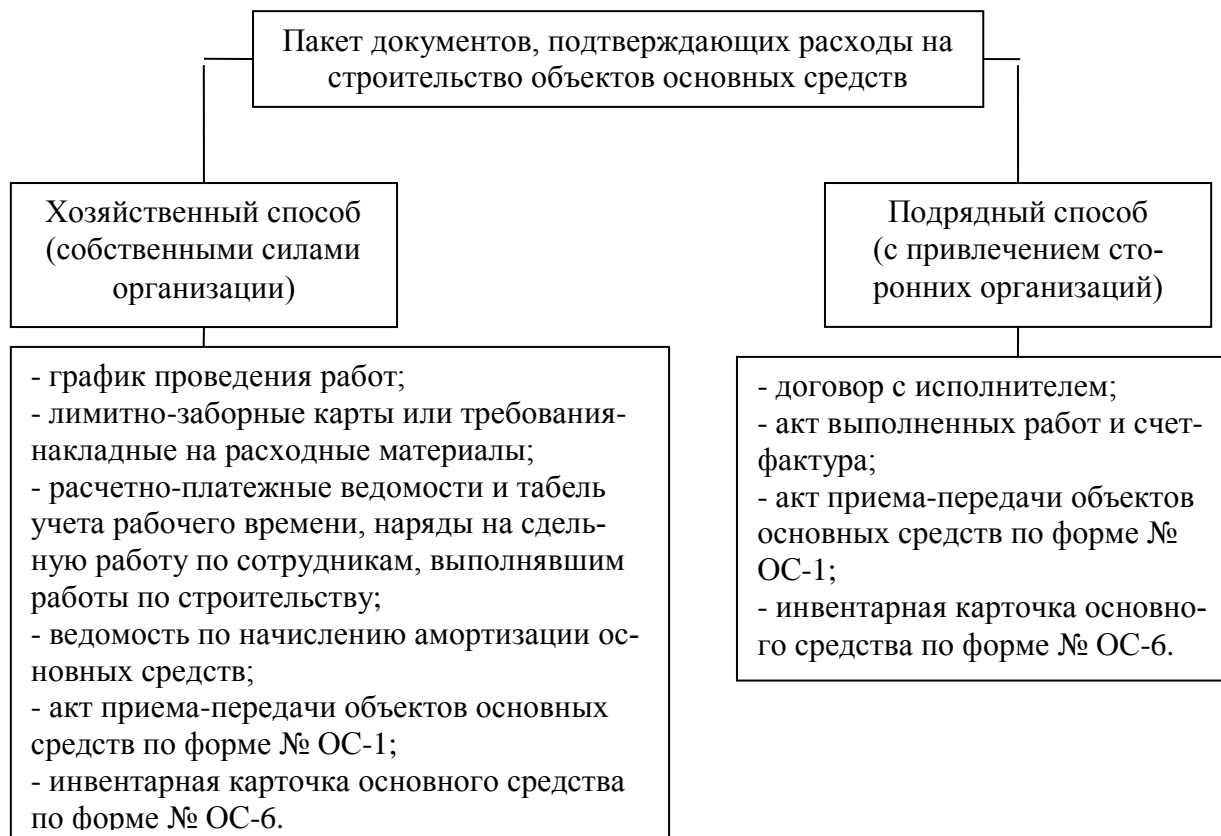 Пакет документов, подтверждающих расходы на
строительство объектов основных средств
Хозяйственный способ
(собственными силами
организации)
Подрядный способ
(с привлечением сто-
ронних организаций)
- график проведения работ;
- лимитно-заборные карты или требования-
накладные на расходные материалы;
- расчетно-платежные ведомости и табель
учета рабочего времени, наряды на сдель-
ную работу по сотрудникам, выполнявшим
работы по строительству;
- ведомость по начислению амортизации ос-
новных средств;
- акт приема-передачи объектов основных
средств по форме № ОС-1;
- инвентарная карточка основного средства
по форме № ОС-6.
- договор с исполнителем;
- акт выполненных работ и счет-
фактура;
- акт приема-передачи объектов
основных средств по форме №
ОС-1;
- инвентарная карточка основно-
го средства по форме № ОС-6.